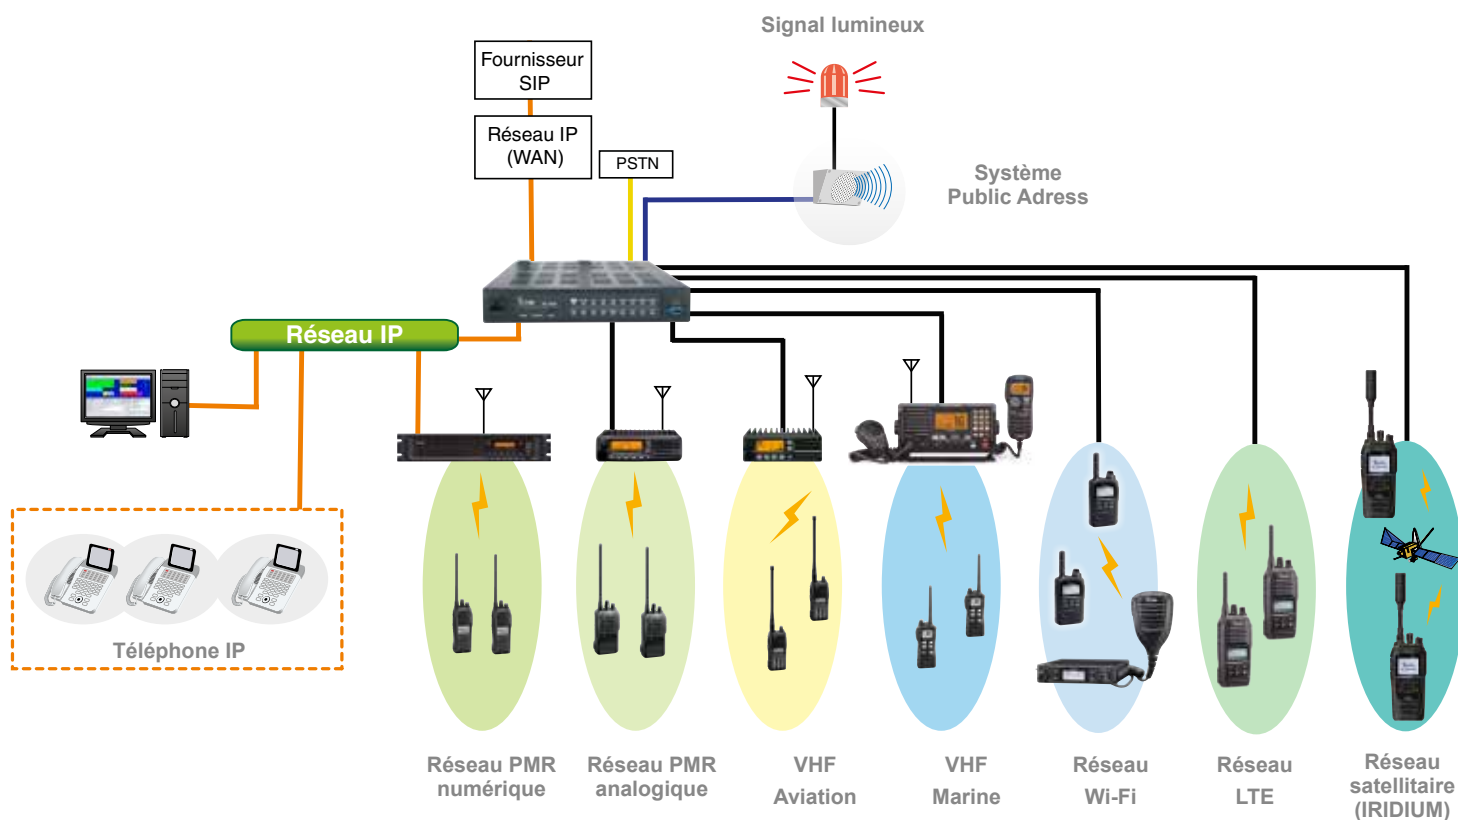 Signal lumineux
Fournisseur
SIP
Réseau IP
(WAN)
PSTN
Système
Public Adress
Réseau IP
Téléphone IP
Réseau PMR
numérique
Réseau PMR
analogique
VHF
Aviation
VHF
Marine
Réseau
Wi-Fi
Réseau
LTE
Réseau
satellitaire
(IRIDIUM)